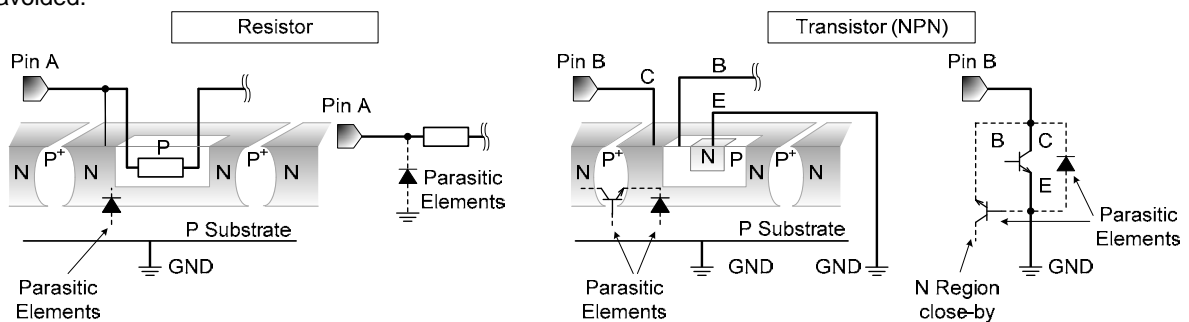 avoided.
Resistor
Transistor (NPN)
Pin A
Pin A
N P+ N P N P+ N
Parasitic
Elements
P Substrate
GND
Parasitic
Elements
Pin B
C B
E
N P+ N P N P+ N
P Substrate
GND GND
Parasitic
Elements
Pin B
B C
E
Parasitic
Elements
GND
N Region
close-by